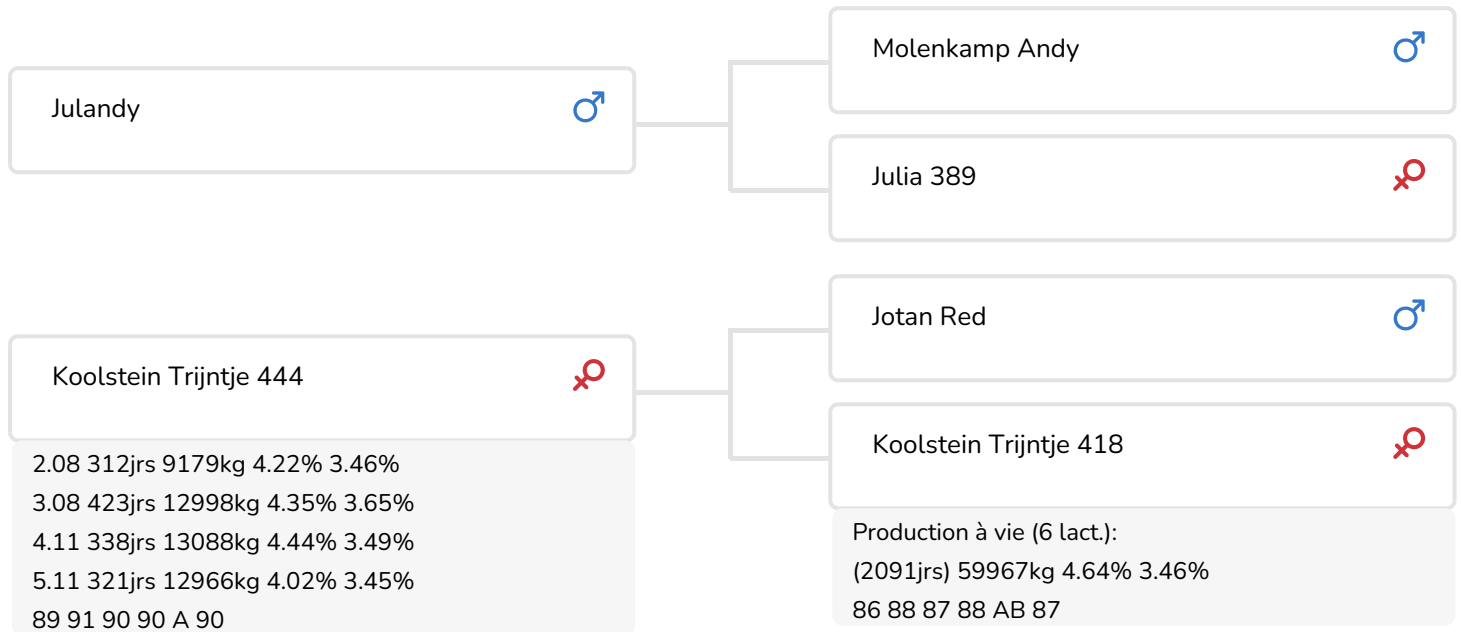 Julandy
Molenkamp Andy
Julia 389
Koolstein Trijntje 444
2.08 312jrs 9179kg 4.22% 3.46%
3.08 423jrs 12998kg 4.35% 3.65%
4.11 338jrs 13088kg 4.44% 3.49%
5.11 321jrs 12966kg 4.02% 3.45%
89 91 90 90 A 90
Jotan Red
Koolstein Trijntje 418
Production à vie (6 lact.):
(2091jrs) 59967kg 4.64% 3.46%
86 88 87 88 AB 87